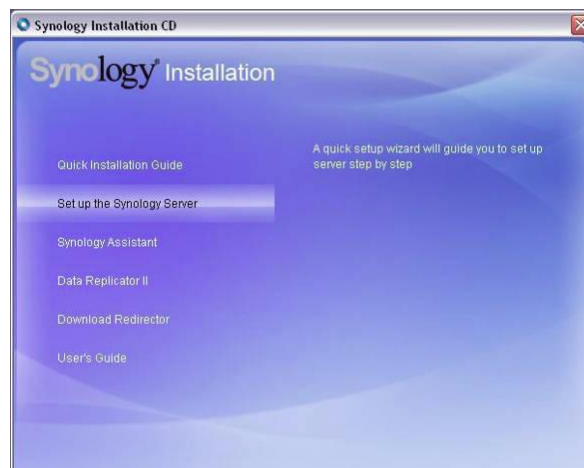 Synology Installation CD
Synology Installation
Quick Installation Guide
Set up the Synology Server
Synology Assistant
Data Replicator II
Download Redirector
User's Guide
A quick setup wizard will guide you to set up
server step by step